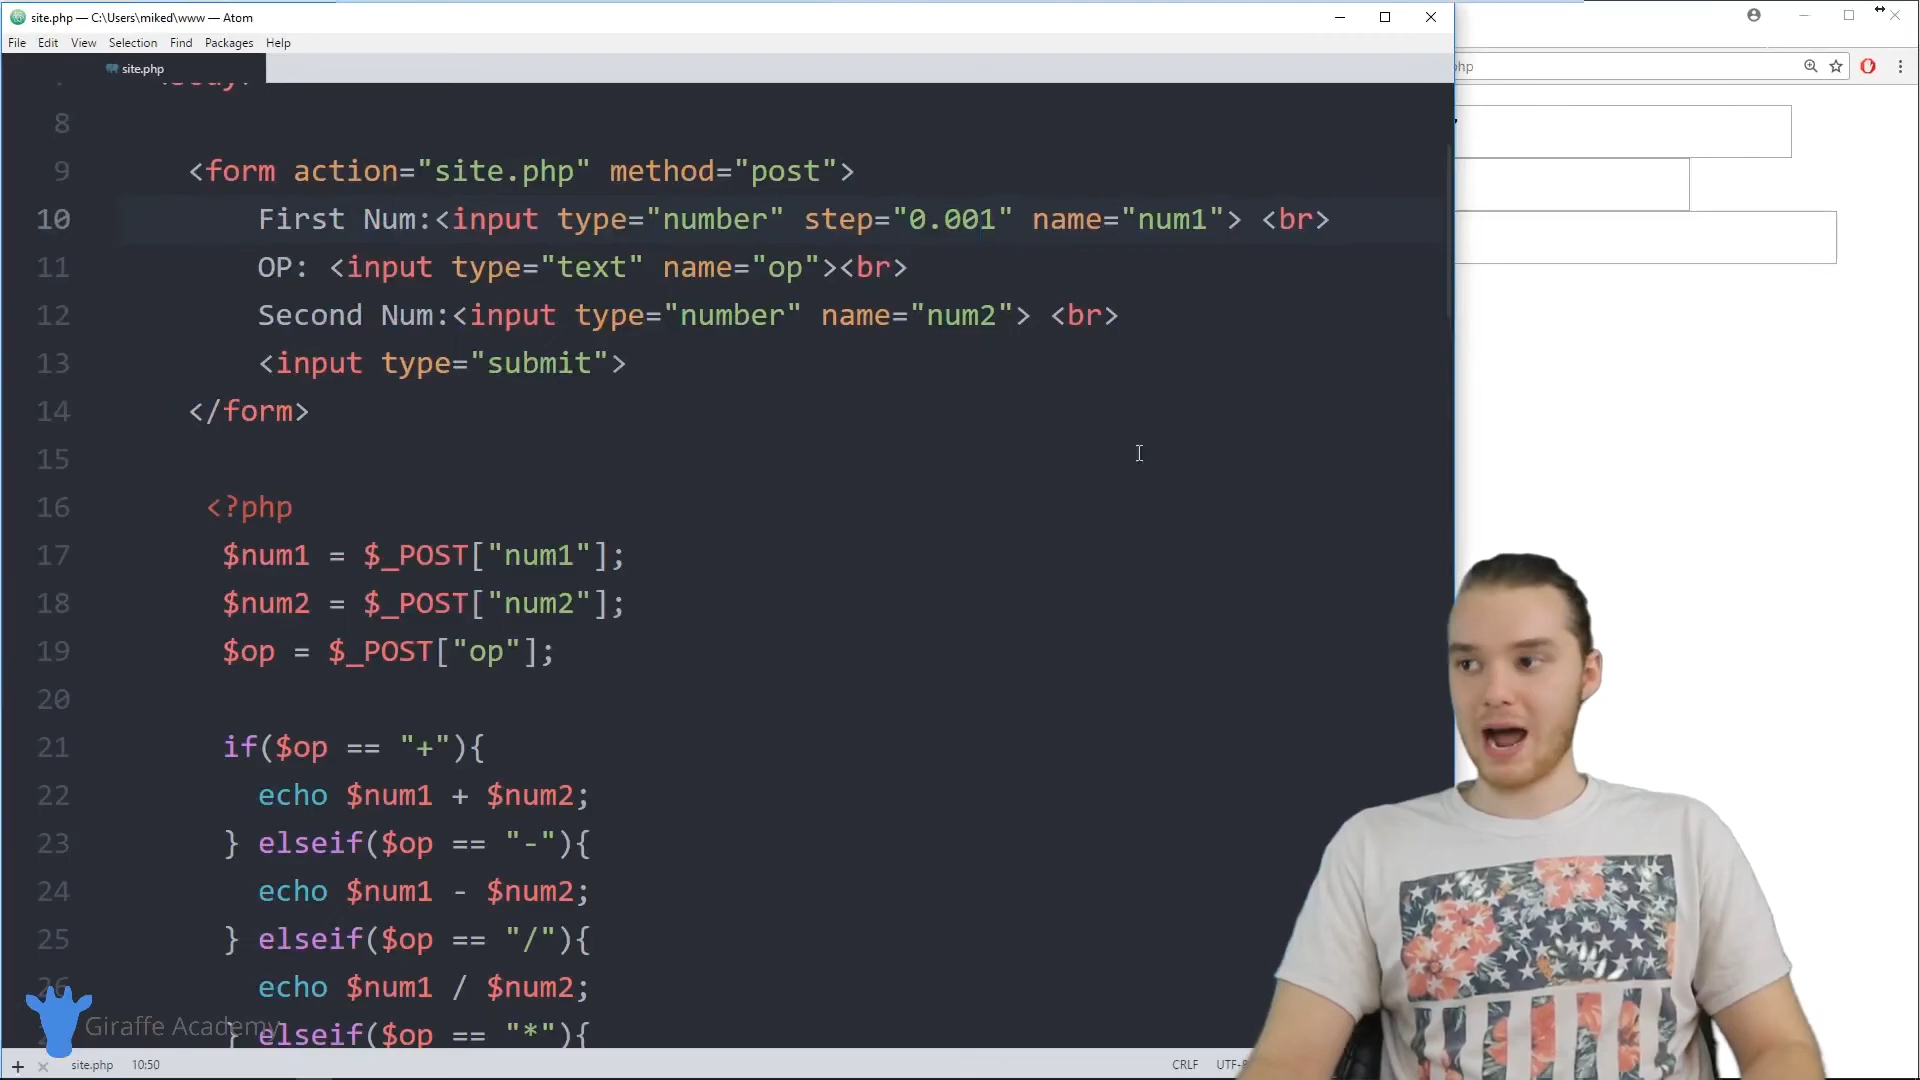 site.php — C:\Users\miked\www — Atom
File Edit View Selection Find Packages Help
site.php
8
9 <form action="site.php" method="post">
10 First Num:<input type="number" step="0.001" name="num1"> <br>
11 OP: <input type="text" name="op"><br>
12 Second Num:<input type="number" name="num2"> <br>
13 <input type="submit">
14 </form>
15
16 <?php
17 $num1 = $_POST["num1"];
18 $num2 = $_POST["num2"];
19 $op = $_POST["op"];
20
21 if($op == "+"){
22 echo $num1 + $num2;
23 } elseif($op == "-"){
24 echo $num1 - $num2;
25 } elseif($op == "/"){
26 echo $num1 / $num2;
} elseif($op == "*"){
Giraffe Academy
site.php 10:50 CRLF